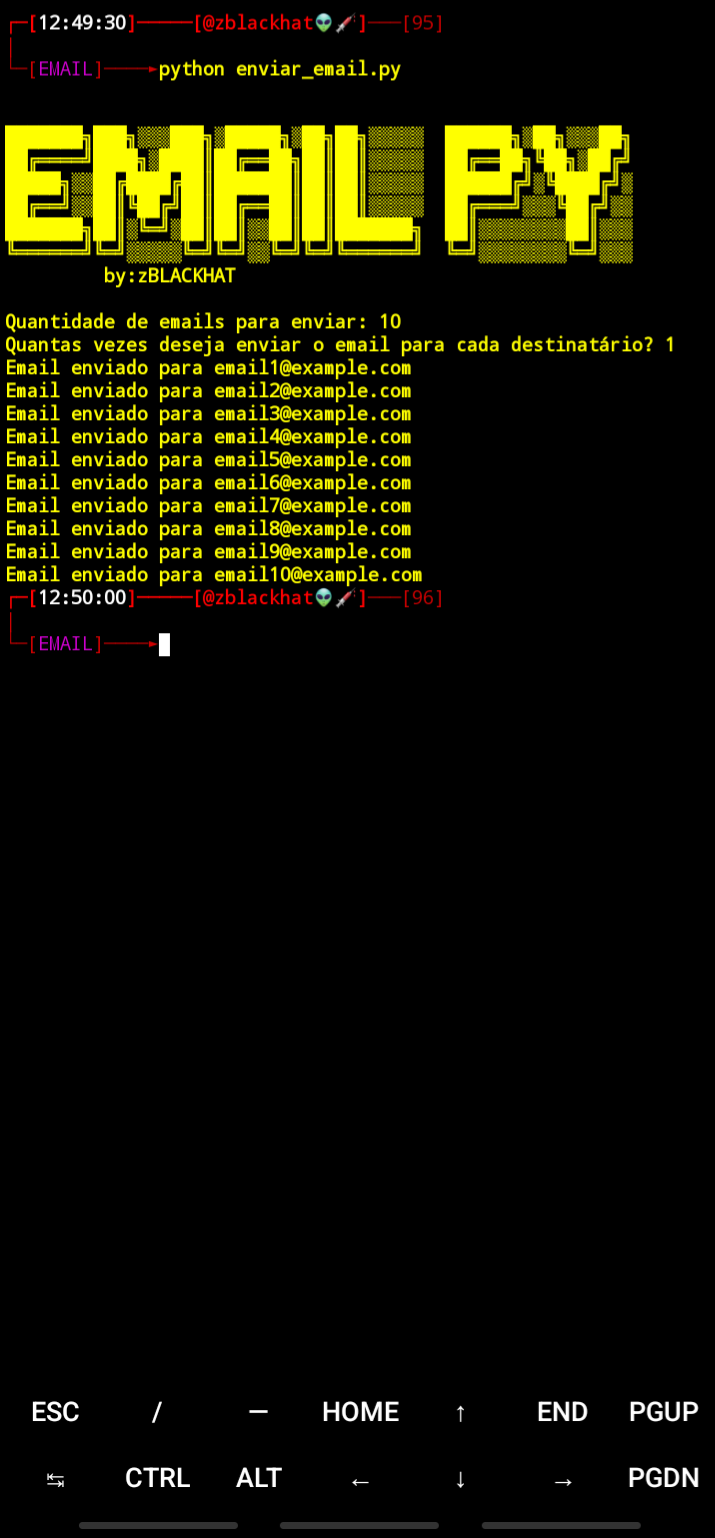 [12:49:30] [@zblackhat👽🚀] [95]
[EMAIL] python enviar_email.py
EMAIL PY
by:zBLACKHAT
Quantidade de emails para enviar: 10
Quantas vezes deseja enviar o email para cada destinatário? 1
Email enviado para email1@example.com
Email enviado para email2@example.com
Email enviado para email3@example.com
Email enviado para email4@example.com
Email enviado para email5@example.com
Email enviado para email6@example.com
Email enviado para email7@example.com
Email enviado para email8@example.com
Email enviado para email9@example.com
Email enviado para email10@example.com
[12:50:00] [@zblackhat👽🚀] [96]
[EMAIL]
ESC / — HOME ↑ END PGUP
↹ CTRL ALT ← ↓ → PGDN